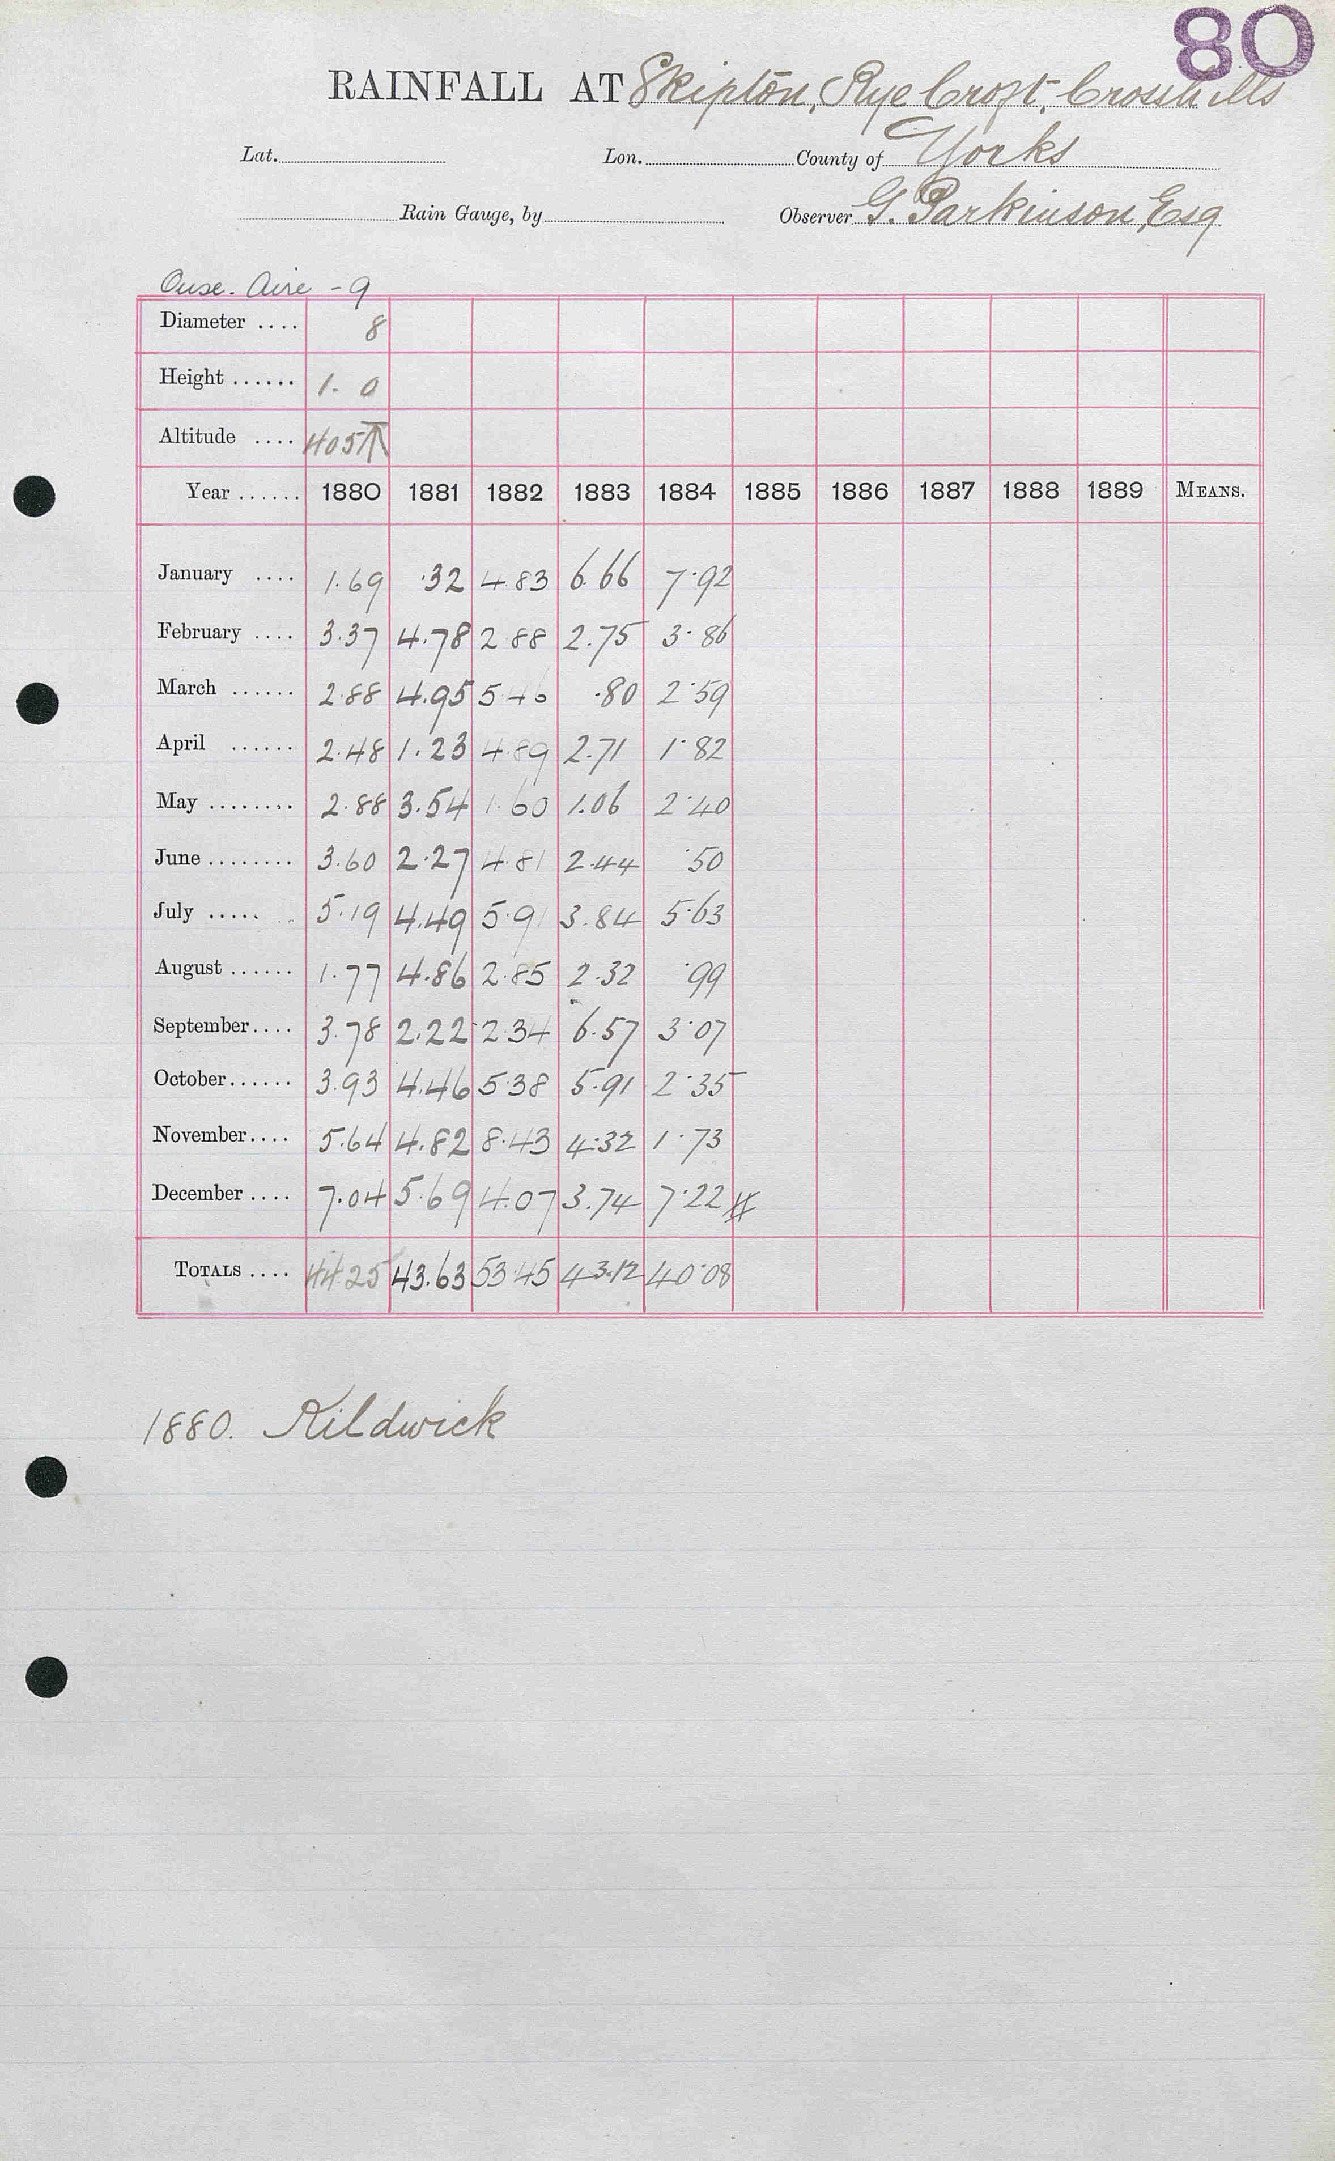 80
RAINFALL AT Skipton, Rye Croft, Crosshills
Lat. Lon. County of Yorks
Rain Gauge, by Observer G. Parkinson, Esq
Ouse. Aire - 9
Diameter .... 8
Height ...... 1. 0
Altitude .... 405 T
Year ...... 1880 1881 1882 1883 1884 1885 1886 1887 1888 1889 MEANS.
January .... 1.69 .32 4.83 6.66 7.92
February .... 3.37 4.78 2.88 2.75 3.86
March ...... 2.88 4.95 5.46 .80 2.59
April ...... 2.48 1.23 4.89 2.71 1.82
May ........ 2.88 3.54 1.60 1.06 2.40
June ........ 3.60 2.27 4.81 2.44 .50
July ..... 5.19 4.49 5.91 3.84 5.63
August ...... 1.77 4.86 2.85 2.32 .99
September .... 3.78 2.22 2.34 6.57 3.07
October ...... 3.93 4.46 5.38 5.91 2.35
November .... 5.64 4.82 8.43 4.32 1.73
December .... 7.04 5.69 4.07 3.74 7.22
TOTALS .... 44.25 43.63 53.45 43.12 40.08
1880. Kildwick